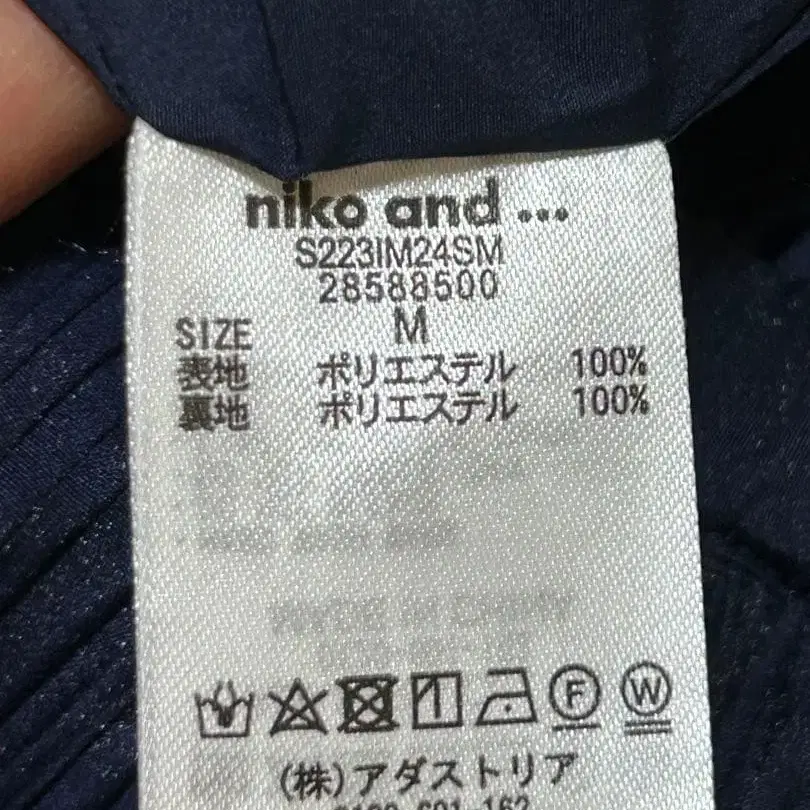 niko and ...
S223IM24SM
28588500
SIZE M
表地 ポリエステル 100%
裏地 ポリエステル 100%
F W
(株)アダストリア